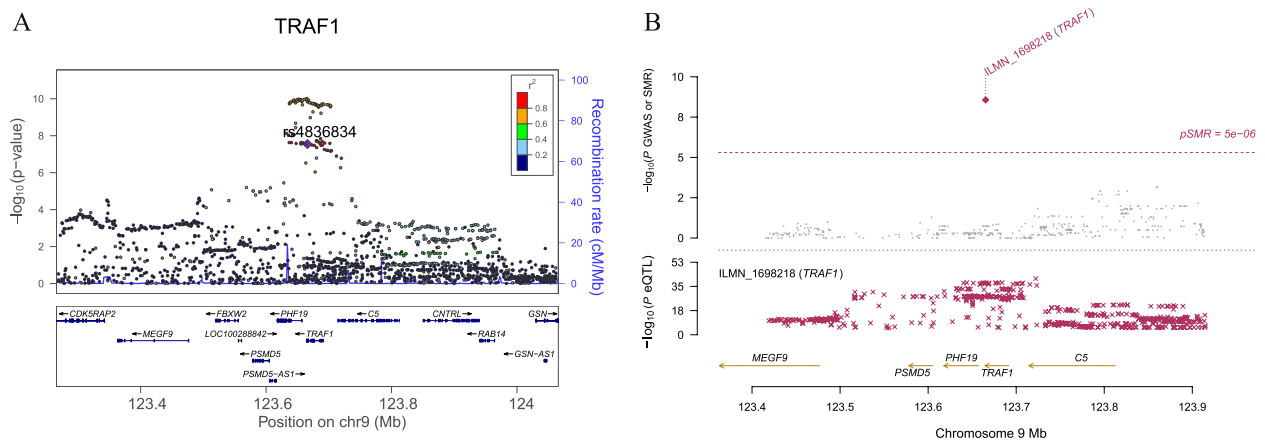 A
TRAF1
r²
0.8
0.6
0.4
0.2
rs4836834
−log₁₀(p−value)
10
8
6
4
2
0
Recombination rate (cM/Mb)
100
80
60
40
20
0
CDK5RAP2
FBXW2
PHF19
C5
CNTRL
GSN
MEGF9
LOC100288842
TRAF1
RAB14
PSMD5
GSN−AS1
PSMD5−AS1
123.4
123.6
123.8
124
Position on chr9 (Mb)
B
ILMN_1698218 (TRAF1)
pSMR = 5e−06
−log₁₀(P GWAS or SMR)
10
8
5
2
0
ILMN_1698218 (TRAF1)
−log₁₀(P eQTL)
53
35
18
0
MEGF9
PHF19
C5
PSMD5
TRAF1
123.4
123.5
123.6
123.7
123.8
123.9
Chromosome 9 Mb